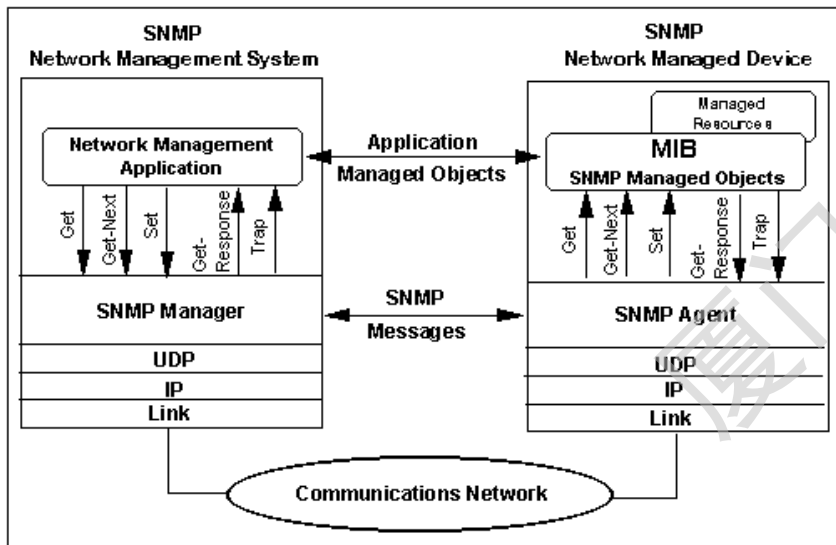 SNMP
Network Management System
SNMP
Network Managed Device
Managed
Resources
Network Management
Application
Application
Managed Objects
MIB
SNMP Managed Objects
Get
Get-Next
Set
Get-
Response
Trap
Get
Get-Next
Set
Get-
Response
Trap
SNMP Manager
SNMP
Messages
SNMP Agent
UDP
IP
Link
UDP
IP
Link
Communications Network
厦门